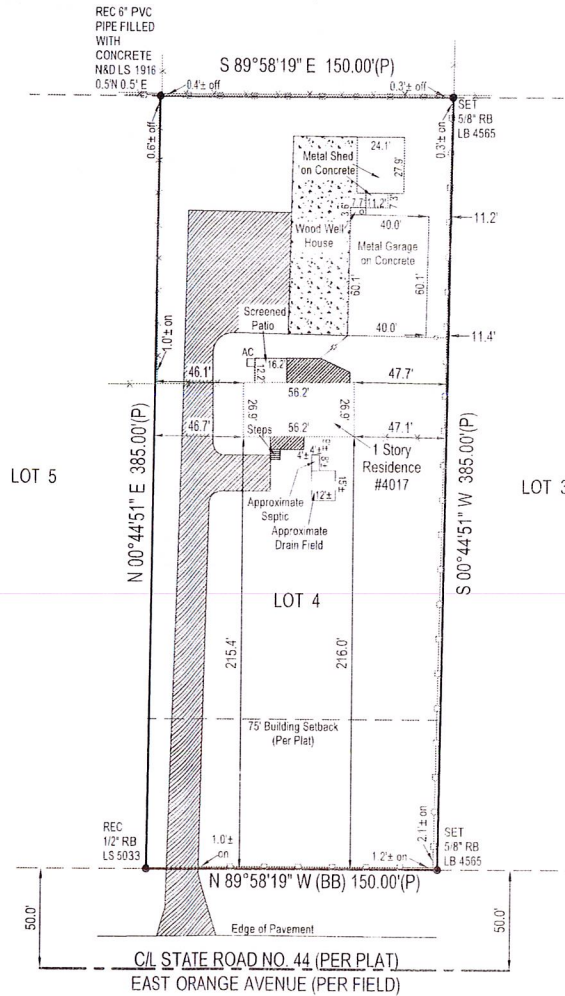 REC 6" PVC
PIPE FILLED
WITH
CONCRETE
N&D LS 1916
0.5'N 0.5' E
S 89°58'19" E 150.00'(P)
0.4'± off
0.3'± off
0.6'± off
0.3'± on
SET
5/8" RB
LB 4565
24.1'
27.9'
Metal Shed
on Concrete
7.7'
11.2'
7.3'
Wood Well
House
40.0'
11.2'
Metal Garage
on Concrete
60.1'
60.1'
40.0'
11.4'
Screened
Patio
1.0'± on
AC
16.2'
12.2'
46.1'
47.7'
56.2'
26.9'
26.9'
46.7'
56.2'
47.1'
Steps
1 Story
Residence
#4017
4'±
4'±
8'±
15'±
12'±
Approximate
Septic
Approximate
Drain Field
LOT 5
LOT 3
N 00°44'51" E 385.00'(P)
S 00°44'51" W 385.00'(P)
LOT 4
215.4'
216.0'
75' Building Setback
(Per Plat)
REC
1/2" RB
LS 5033
1.0'±
on
1.2'± on
2.1'± on
SET
5/8" RB
LB 4565
N 89°58'19" W (BB) 150.00'(P)
50.0'
50.0'
Edge of Pavement
C/L STATE ROAD NO. 44 (PER PLAT)
EAST ORANGE AVENUE (PER FIELD)